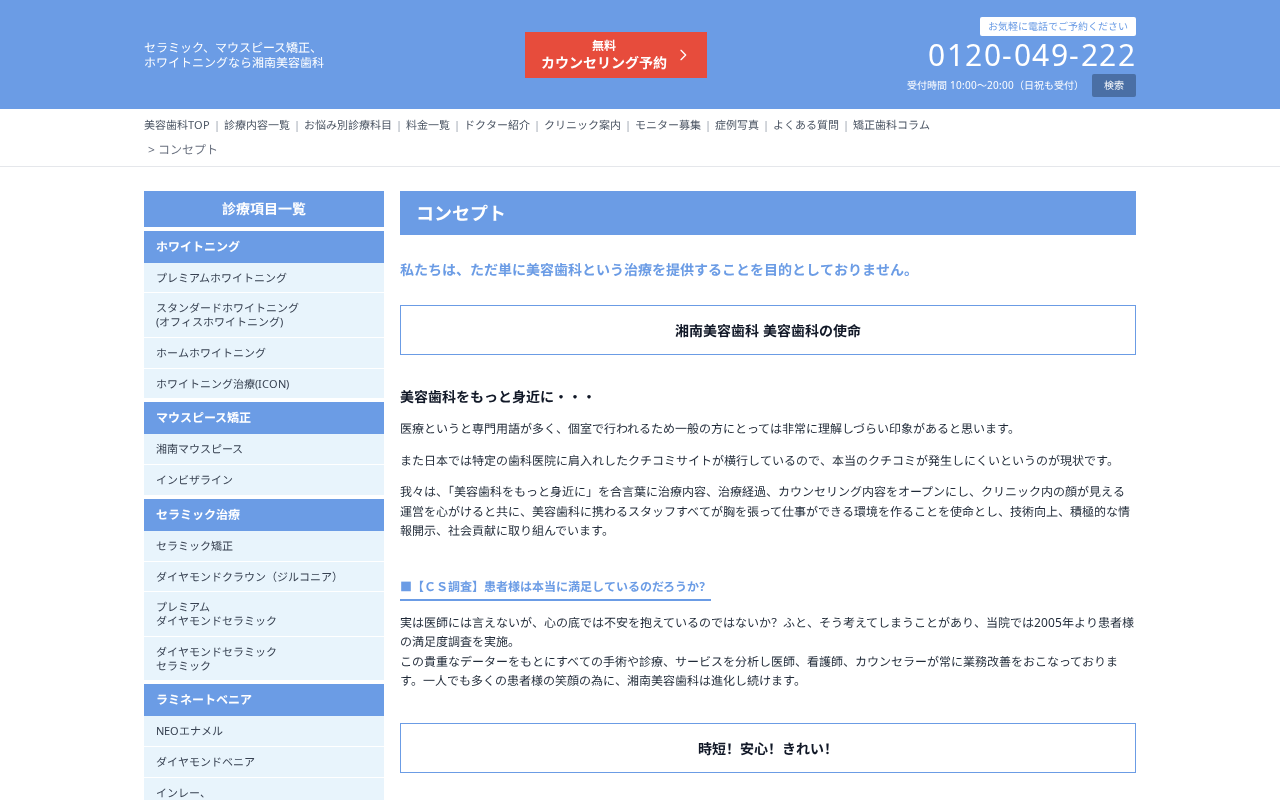 セラミック、マウスピース矯正、
ホワイトニングなら湘南美容歯科
無料
カウンセリング予約
お気軽に電話でご予約ください
0120-049-222
受付時間 10:00〜20:00（日祝も受付）
検索
美容歯科TOP | 診療内容一覧 | お悩み別診療科目 | 料金一覧 | ドクター紹介 | クリニック案内 | モニター募集 | 症例写真 | よくある質問 | 矯正歯科コラム
> コンセプト
診療項目一覧
ホワイトニング
プレミアムホワイトニング
スタンダードホワイトニング
(オフィスホワイトニング)
ホームホワイトニング
ホワイトニング治療(ICON)
マウスピース矯正
湘南マウスピース
インビザライン
セラミック治療
セラミック矯正
ダイヤモンドクラウン（ジルコニア）
プレミアム
ダイヤモンドセラミック
ダイヤモンドセラミック
セラミック
ラミネートベニア
NEOエナメル
ダイヤモンドベニア
インレー、
コンセプト
私たちは、ただ単に美容歯科という治療を提供することを目的としておりません。
湘南美容歯科 美容歯科の使命
美容歯科をもっと身近に・・・
医療というと専門用語が多く、個室で行われるため一般の方にとっては非常に理解しづらい印象があると思います。
また日本では特定の歯科医院に肩入れしたクチコミサイトが横行しているので、本当のクチコミが発生しにくいというのが現状です。
我々は、「美容歯科をもっと身近に」を合言葉に治療内容、治療経過、カウンセリング内容をオープンにし、クリニック内の顔が見える
運営を心がけると共に、美容歯科に携わるスタッフすべてが胸を張って仕事ができる環境を作ることを使命とし、技術向上、積極的な情
報開示、社会貢献に取り組んでいます。
■【ＣＳ調査】患者様は本当に満足しているのだろうか？
実は医師には言えないが、心の底では不安を抱えているのではないか？ふと、そう考えてしまうことがあり、当院では2005年より患者様
の満足度調査を実施。
この貴重なデーターをもとにすべての手術や診療、サービスを分析し医師、看護師、カウンセラーが常に業務改善をおこなっておりま
す。一人でも多くの患者様の笑顔の為に、湘南美容歯科は進化し続けます。
時短！安心！きれい！